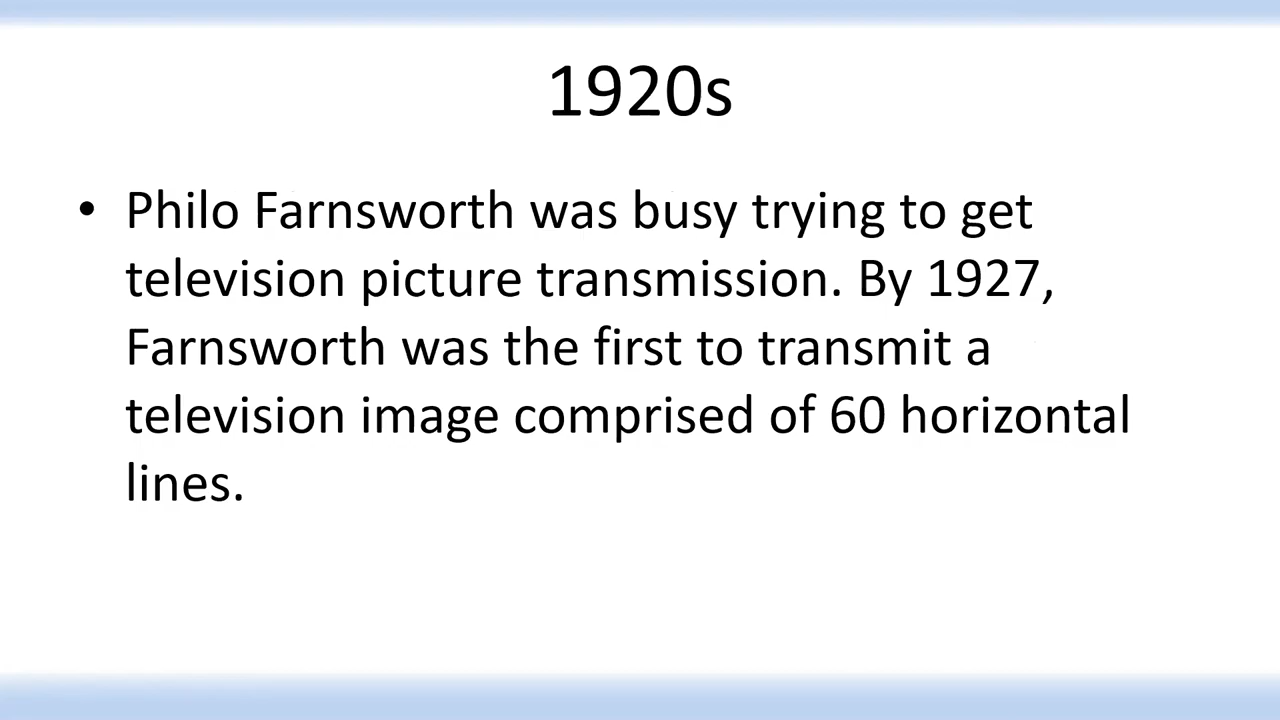 1920s
• Philo Farnsworth was busy trying to get
television picture transmission. By 1927,
Farnsworth was the first to transmit a
television image comprised of 60 horizontal
lines.